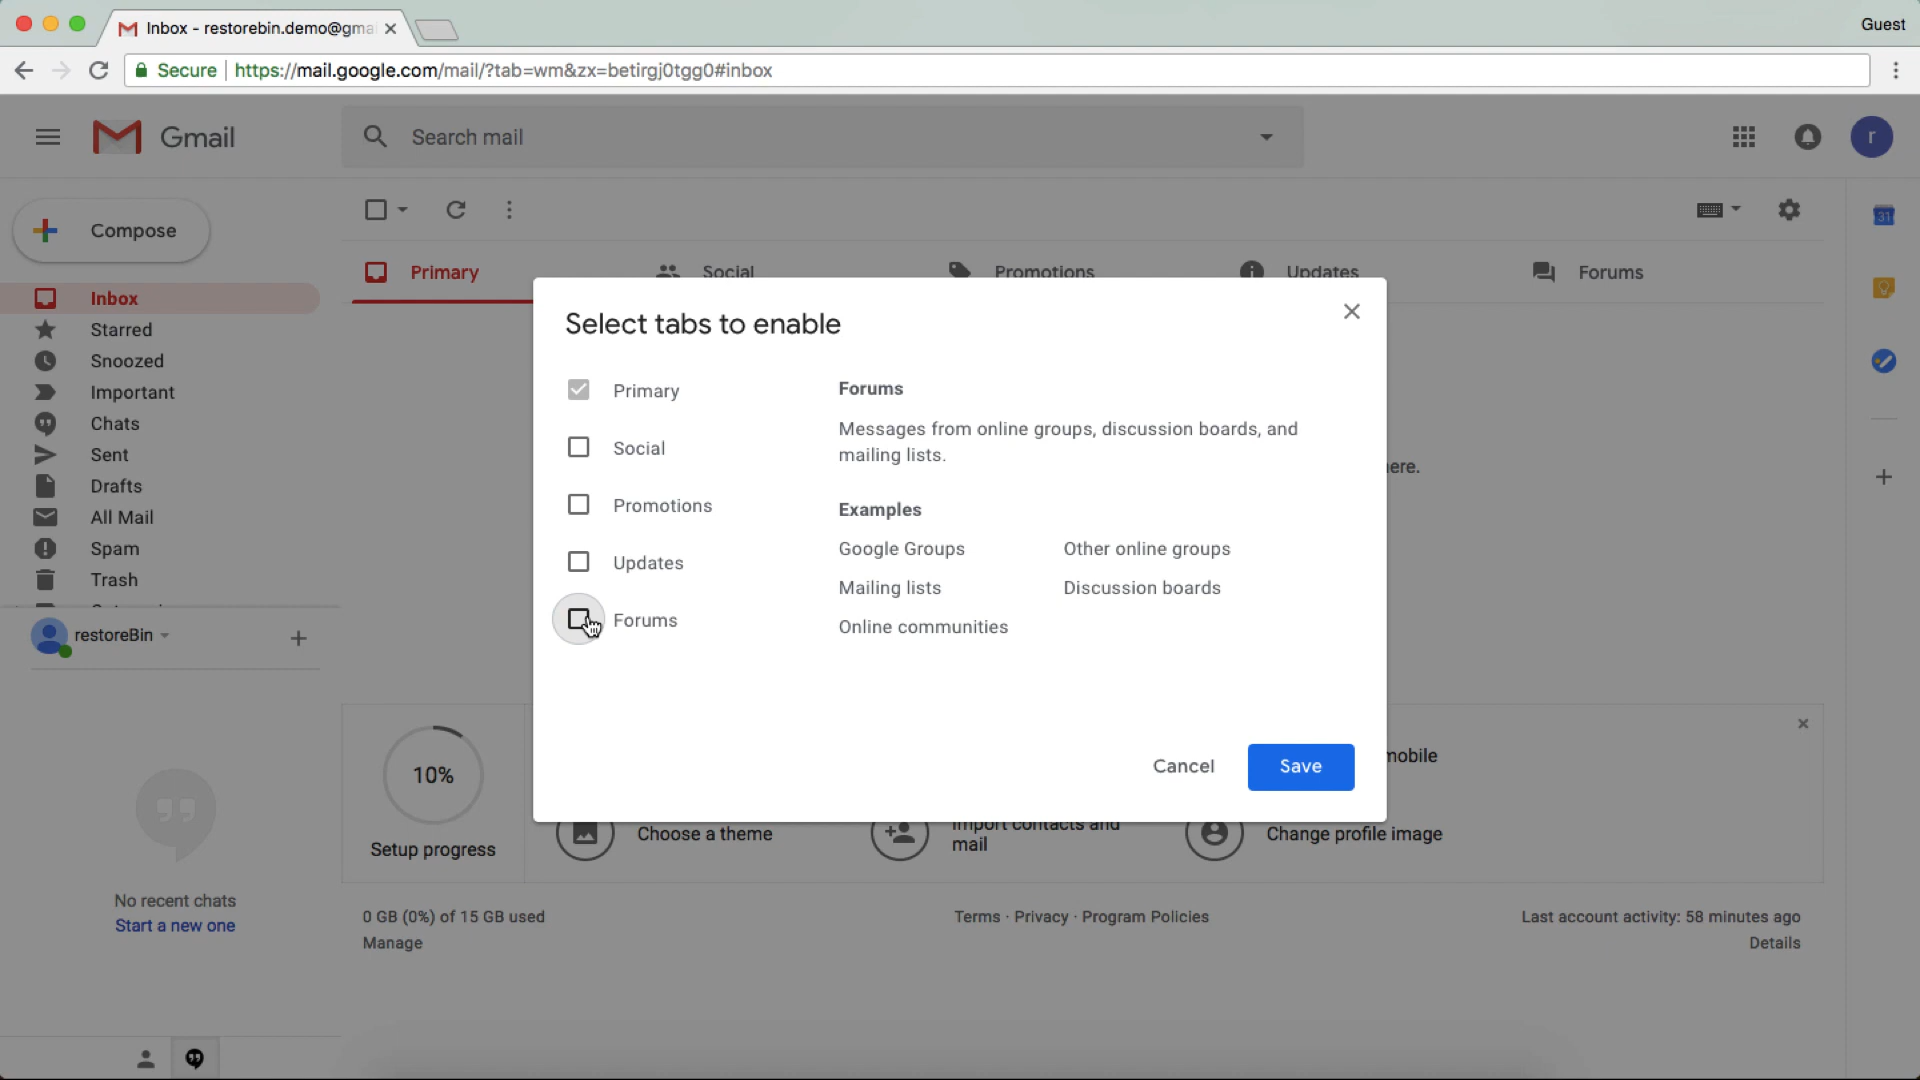 Inbox - restorebin.demo@gma
Guest
Secure
https://mail.google.com/mail/?tab=wm&zx=betirgj0tgg0#inbox
Gmail
Search mail
r
Compose
31
Primary
Social
Promotions
Updates
Forums
Inbox
Starred
Snoozed
Important
Chats
Sent
Drafts
All Mail
Spam
Trash
restoreBin
No recent chats
Start a new one
Select tabs to enable
Primary
Social
Promotions
Updates
Forums
Forums
Messages from online groups, discussion boards, and
mailing lists.
Examples
Google Groups
Other online groups
Mailing lists
Discussion boards
Online communities
Cancel
Save
ere.
10%
Setup progress
mobile
Choose a theme
Import contacts and
mail
Change profile image
0 GB (0%) of 15 GB used
Manage
Terms · Privacy · Program Policies
Last account activity: 58 minutes ago
Details